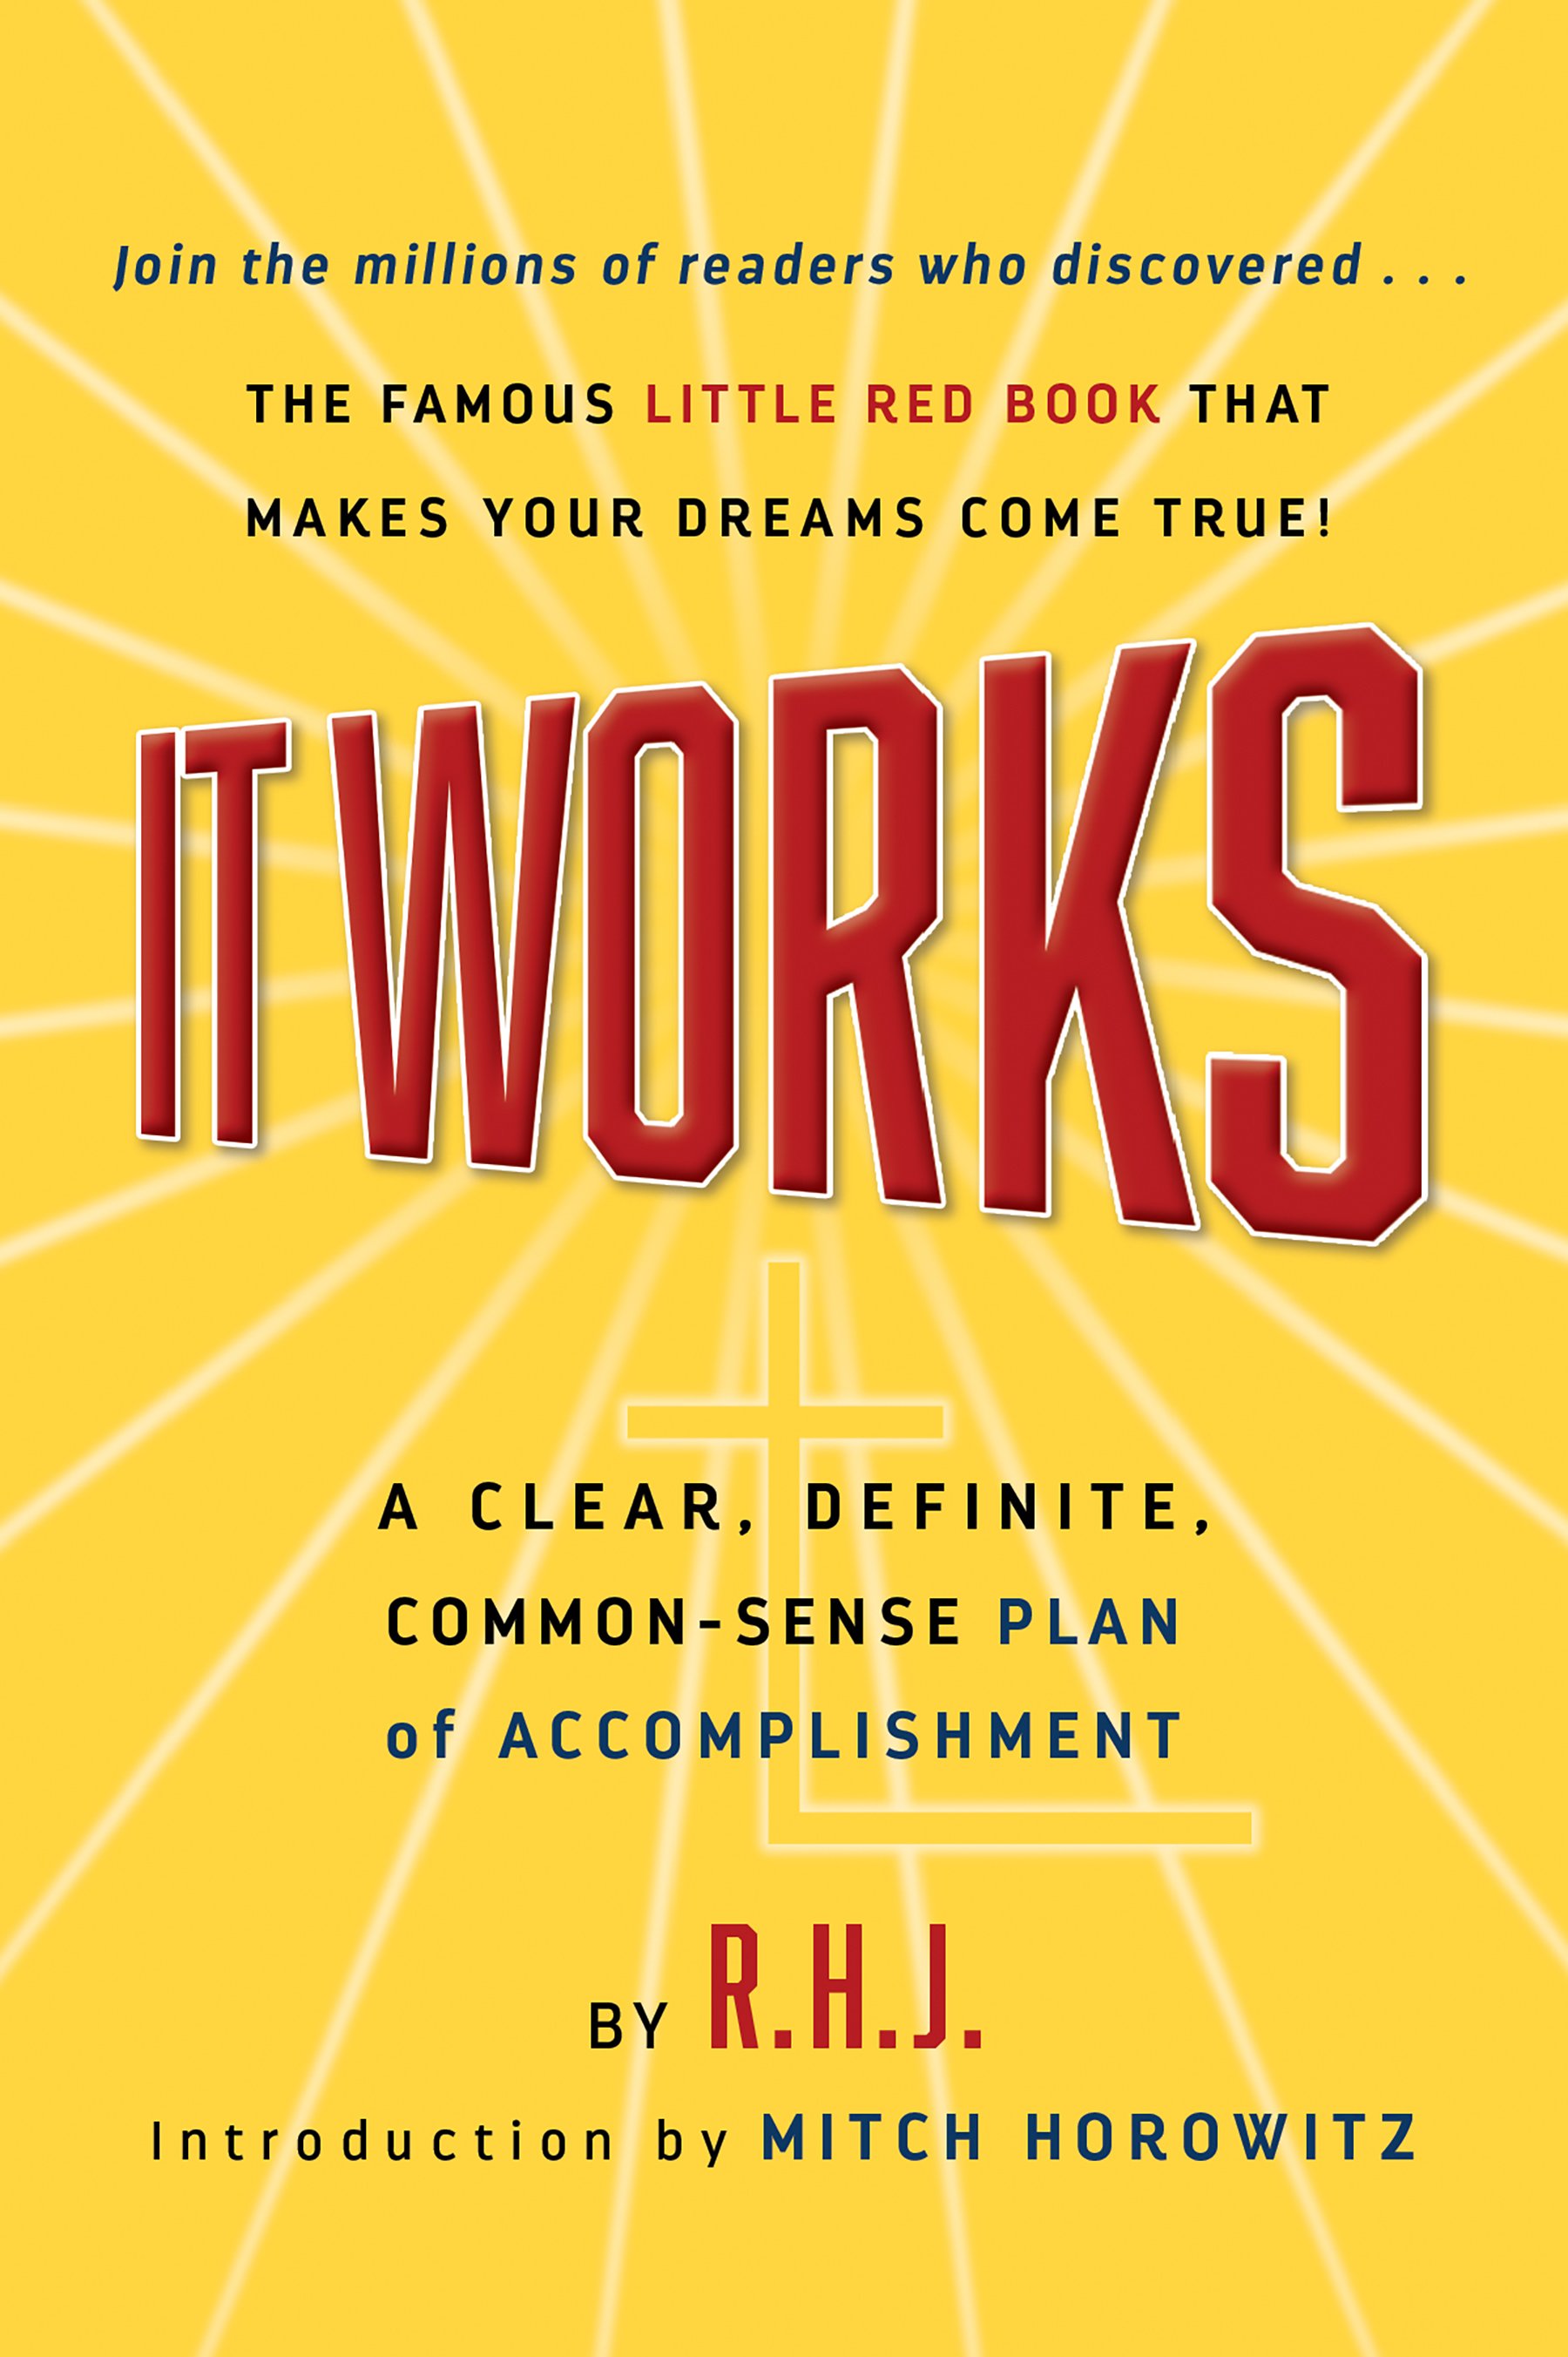 Join the millions of readers who discovered . . .
THE FAMOUS LITTLE RED BOOK THAT
MAKES YOUR DREAMS COME TRUE!
IT WORKS
A CLEAR, DEFINITE,
COMMON-SENSE PLAN
of ACCOMPLISHMENT
BY R.H.J.
Introduction by MITCH HOROWITZ